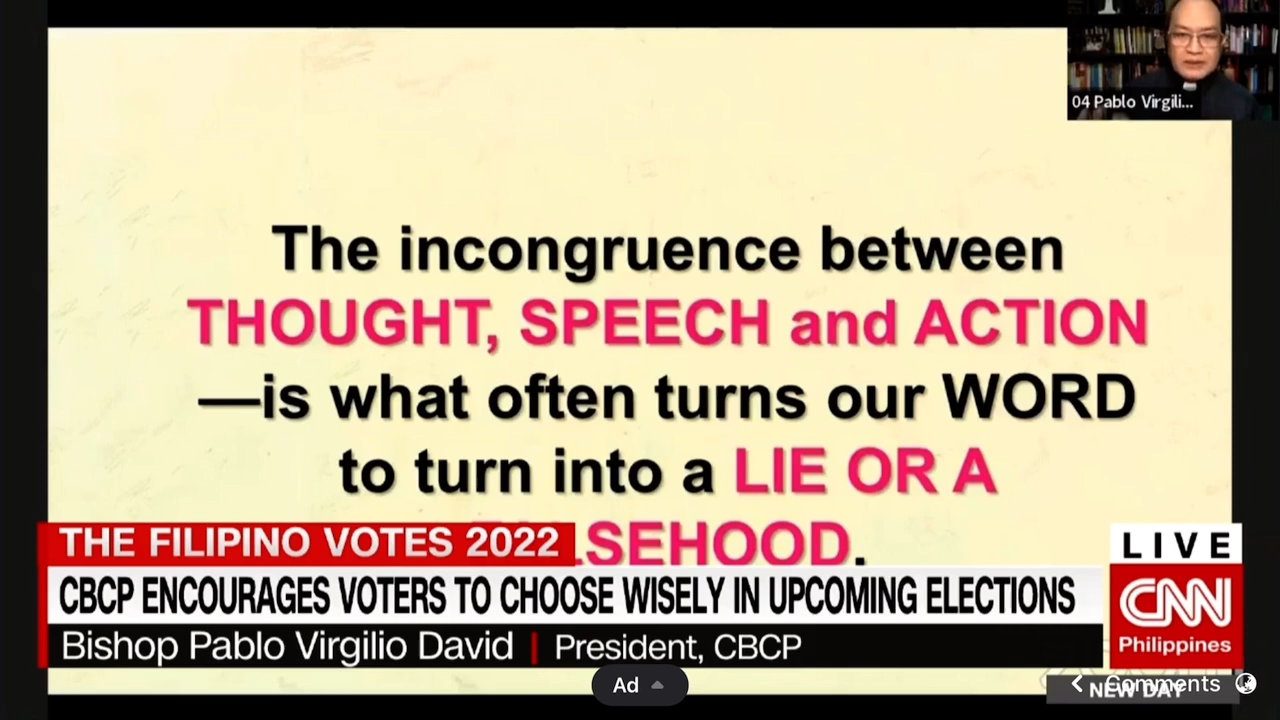 04 Pablo Virgili...
The incongruence between
THOUGHT, SPEECH and ACTION
—is what often turns our WORD
to turn into a LIE OR A
LSEHOOD.
THE FILIPINO VOTES 2022
CBCP ENCOURAGES VOTERS TO CHOOSE WISELY IN UPCOMING ELECTIONS
Bishop Pablo Virgilio David | President, CBCP
LIVE
CNN
Philippines
Ad
Comments
NEW DAY